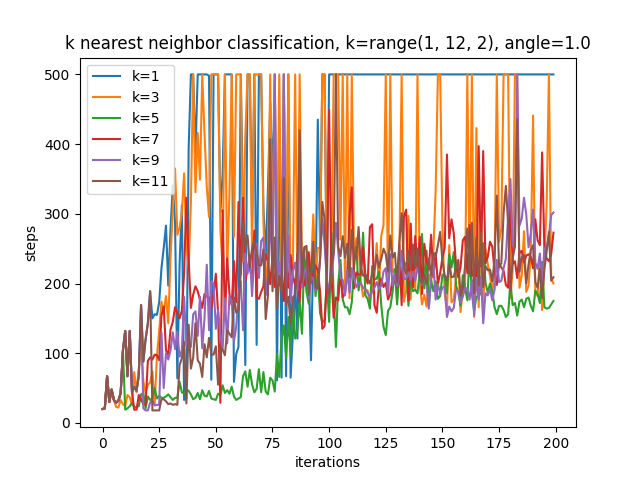 k nearest neighbor classification, k=range(1, 12, 2), angle=1.0
k=1
k=3
k=5
k=7
k=9
k=11
500
400
300
200
100
0
steps
0 25 50 75 100 125 150 175 200
iterations